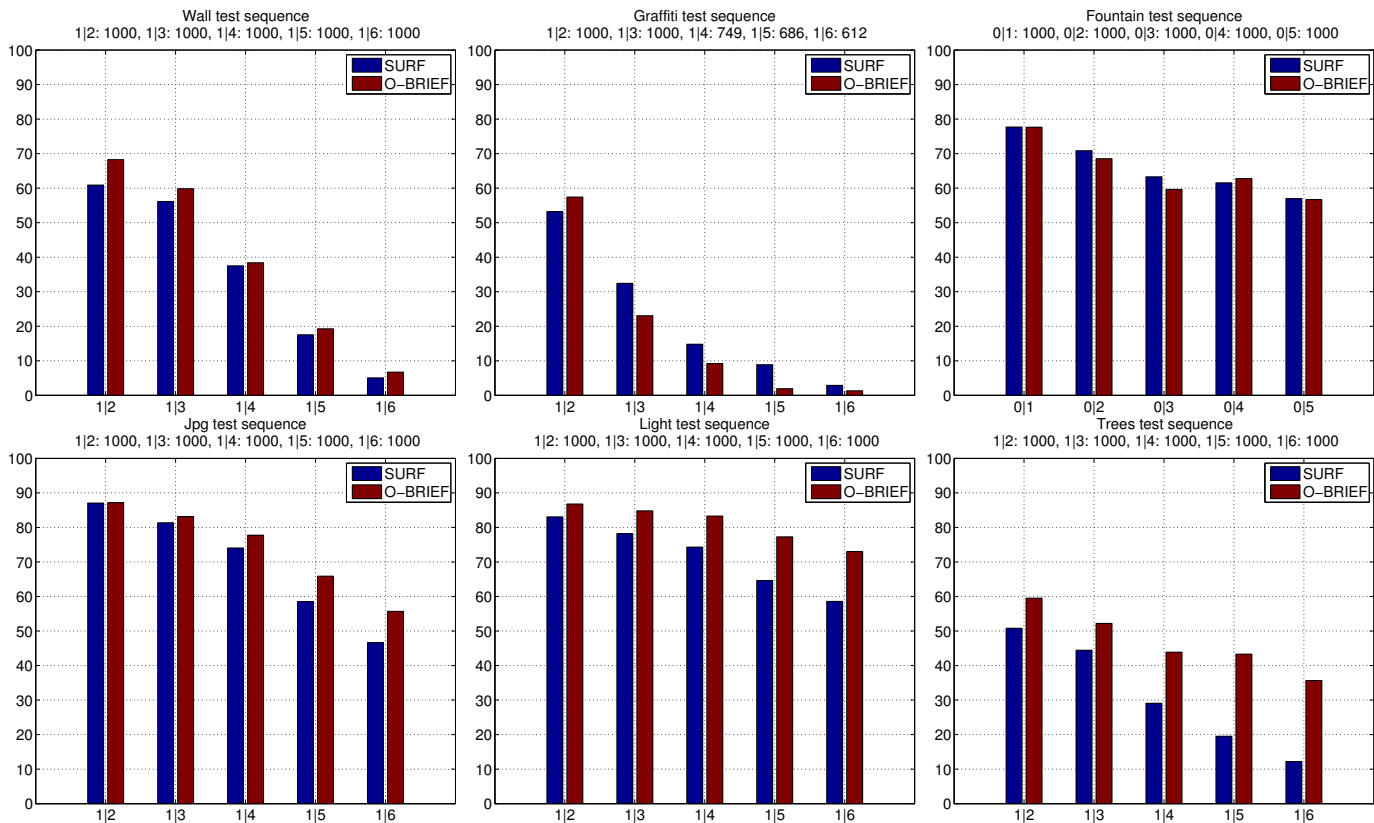 Wall test sequence
1|2: 1000, 1|3: 1000, 1|4: 1000, 1|5: 1000, 1|6: 1000
100
90
80
70
60
50
40
30
20
10
0
SURF
O−BRIEF
1|2 1|3 1|4 1|5 1|6
Graffiti test sequence
1|2: 1000, 1|3: 1000, 1|4: 749, 1|5: 686, 1|6: 612
100
90
80
70
60
50
40
30
20
10
0
SURF
O−BRIEF
1|2 1|3 1|4 1|5 1|6
Fountain test sequence
0|1: 1000, 0|2: 1000, 0|3: 1000, 0|4: 1000, 0|5: 1000
100
90
80
70
60
50
40
30
20
10
0
SURF
O−BRIEF
0|1 0|2 0|3 0|4 0|5
Jpg test sequence
1|2: 1000, 1|3: 1000, 1|4: 1000, 1|5: 1000, 1|6: 1000
100
90
80
70
60
50
40
30
20
10
0
SURF
O−BRIEF
1|2 1|3 1|4 1|5 1|6
Light test sequence
1|2: 1000, 1|3: 1000, 1|4: 1000, 1|5: 1000, 1|6: 1000
100
90
80
70
60
50
40
30
20
10
0
SURF
O−BRIEF
1|2 1|3 1|4 1|5 1|6
Trees test sequence
1|2: 1000, 1|3: 1000, 1|4: 1000, 1|5: 1000, 1|6: 1000
100
90
80
70
60
50
40
30
20
10
0
SURF
O−BRIEF
1|2 1|3 1|4 1|5 1|6